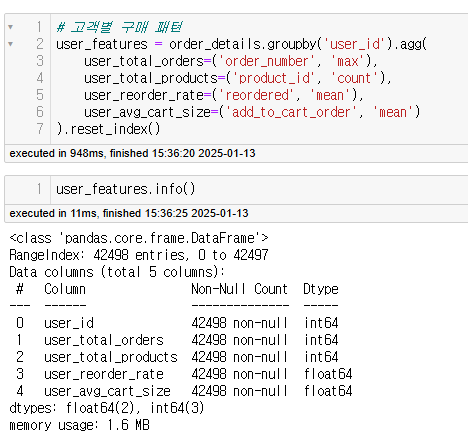 1 # 고객별 구매 패턴
2 user_features = order_details.groupby('user_id').agg(
3     user_total_orders=('order_number', 'max'),
4     user_total_products=('product_id', 'count'),
5     user_reorder_rate=('reordered', 'mean'),
6     user_avg_cart_size=('add_to_cart_order', 'mean')
7 ).reset_index()
executed in 948ms, finished 15:36:20 2025-01-13
1 user_features.info()
executed in 11ms, finished 15:36:25 2025-01-13
<class 'pandas.core.frame.DataFrame'>
RangeIndex: 42498 entries, 0 to 42497
Data columns (total 5 columns):
 #   Column               Non-Null Count  Dtype
---  ------               --------------  -----
 0   user_id              42498 non-null  int64
 1   user_total_orders    42498 non-null  int64
 2   user_total_products  42498 non-null  int64
 3   user_reorder_rate    42498 non-null  float64
 4   user_avg_cart_size   42498 non-null  float64
dtypes: float64(2), int64(3)
memory usage: 1.6 MB